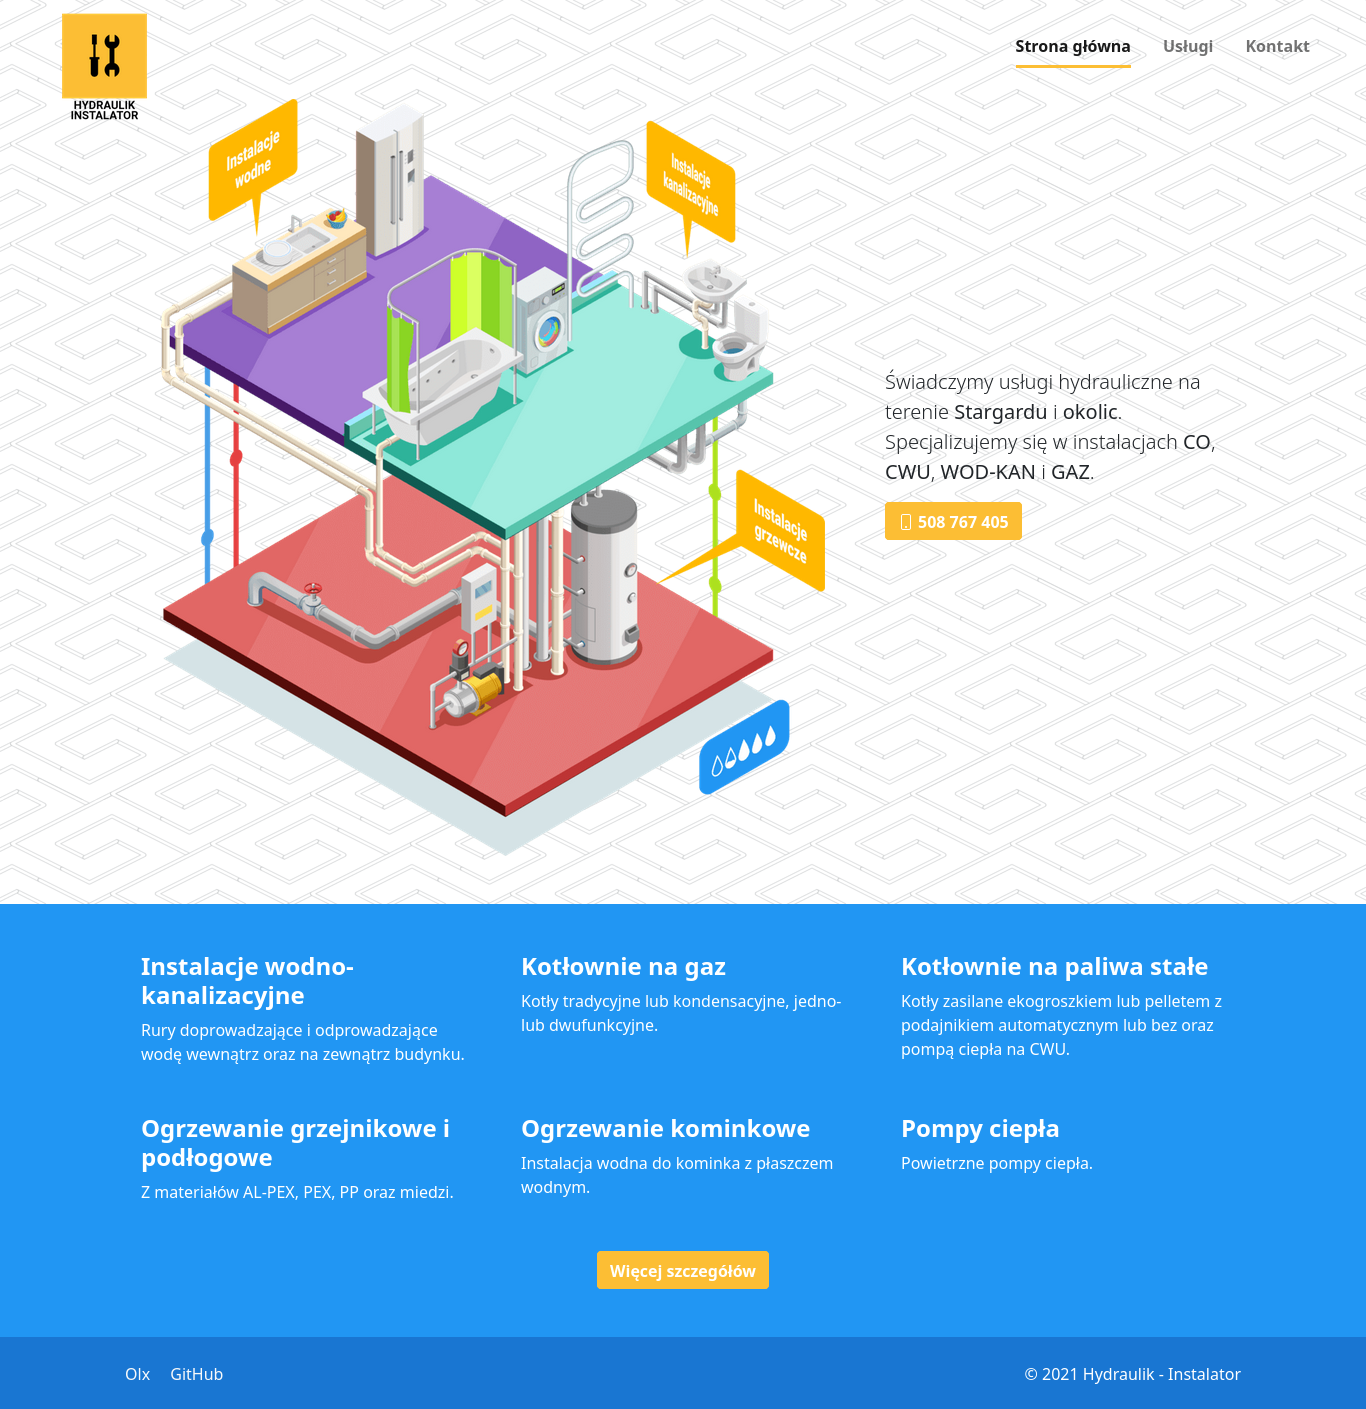 HYDRAULIK
INSTALATOR
Strona główna
Usługi
Kontakt
Instalacje
wodne
Instalacje
kanalizacyjne
Instalacje
grzewcze
Świadczymy usługi hydrauliczne na
terenie Stargardu i okolic.
Specjalizujemy się w instalacjach CO,
CWU, WOD-KAN i GAZ.
508 767 405
Instalacje wodno-
kanalizacyjne
Rury doprowadzające i odprowadzające
wodę wewnątrz oraz na zewnątrz budynku.
Kotłownie na gaz
Kotły tradycyjne lub kondensacyjne, jedno-
lub dwufunkcyjne.
Kotłownie na paliwa stałe
Kotły zasilane ekogroszkiem lub pelletem z
podajnikiem automatycznym lub bez oraz
pompą ciepła na CWU.
Ogrzewanie grzejnikowe i
podłogowe
Z materiałów AL-PEX, PEX, PP oraz miedzi.
Ogrzewanie kominkowe
Instalacja wodna do kominka z płaszczem
wodnym.
Pompy ciepła
Powietrzne pompy ciepła.
Więcej szczegółów
Olx
GitHub
© 2021 Hydraulik - Instalator